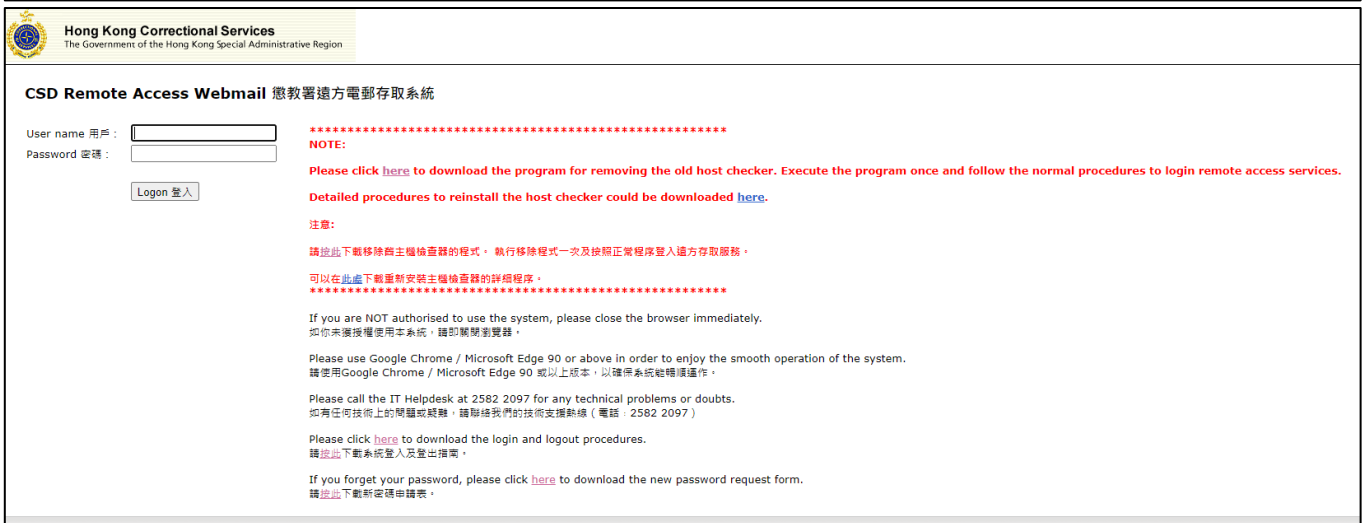 Hong Kong Correctional Services
The Government of the Hong Kong Special Administrative Region
CSD Remote Access Webmail 懲教署遠方電郵存取系統
User name 用戶 :
Password 密碼 :
Logon 登入
*******************************************************
NOTE:
Please click here to download the program for removing the old host checker. Execute the program once and follow the normal procedures to login remote access services.
Detailed procedures to reinstall the host checker could be downloaded here.
注意:
請按此下載移除舊主機檢查器的程式。 執行移除程式一次及按照正常程序登入遠方存取服務。
可以在此處下載重新安裝主機檢查器的詳細程序。
*******************************************************
If you are NOT authorised to use the system, please close the browser immediately.
如你未獲授權使用本系統，請即關閉瀏覽器。
Please use Google Chrome / Microsoft Edge 90 or above in order to enjoy the smooth operation of the system.
請使用Google Chrome / Microsoft Edge 90 或以上版本，以確保系統能暢順運作。
Please call the IT Helpdesk at 2582 2097 for any technical problems or doubts.
如有任何技術上的問題或疑難，請聯絡我們的技術支援熱線 ( 電話 : 2582 2097 )
Please click here to download the login and logout procedures.
請按此下載系統登入及登出指南。
If you forget your password, please click here to download the new password request form.
請按此下載新密碼申請表。